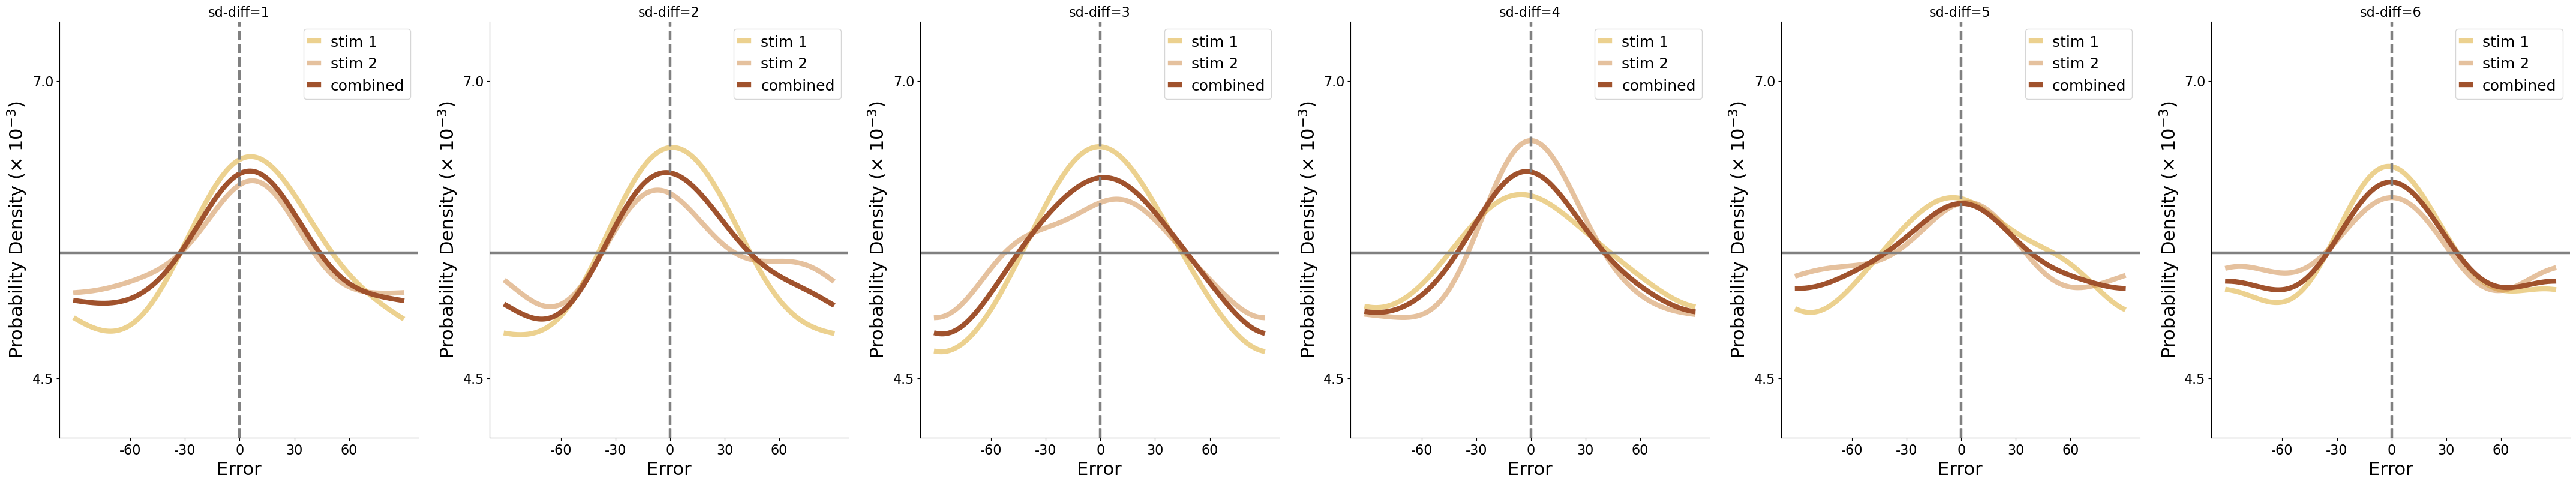 sd-diff=1
Probability Density (× 10⁻³)
7.0
4.5
stim 1
stim 2
combined
-60 -30 0 30 60
Error
sd-diff=2
Probability Density (× 10⁻³)
7.0
4.5
stim 1
stim 2
combined
-60 -30 0 30 60
Error
sd-diff=3
Probability Density (× 10⁻³)
7.0
4.5
stim 1
stim 2
combined
-60 -30 0 30 60
Error
sd-diff=4
Probability Density (× 10⁻³)
7.0
4.5
stim 1
stim 2
combined
-60 -30 0 30 60
Error
sd-diff=5
Probability Density (× 10⁻³)
7.0
4.5
stim 1
stim 2
combined
-60 -30 0 30 60
Error
sd-diff=6
Probability Density (× 10⁻³)
7.0
4.5
stim 1
stim 2
combined
-60 -30 0 30 60
Error